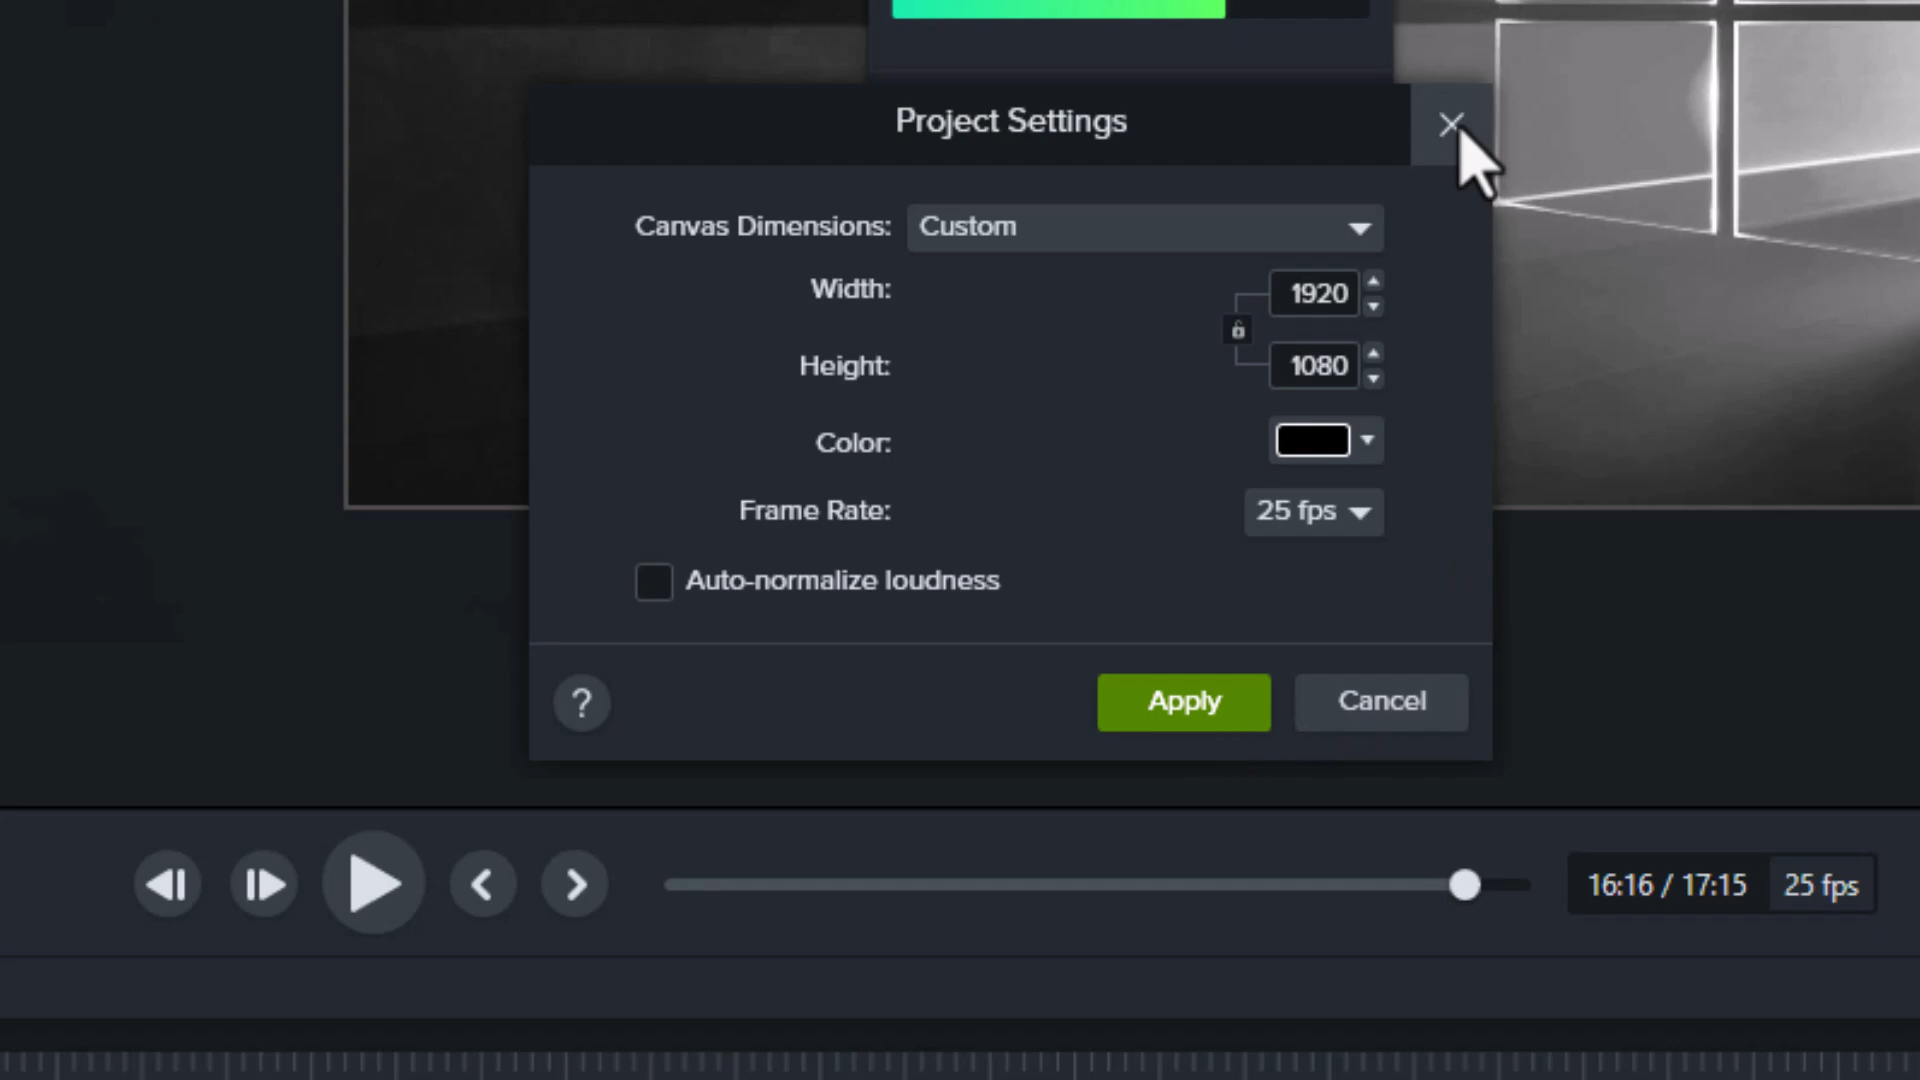 Project Settings
Canvas Dimensions: Custom
Width: 1920
Height: 1080
Color:
Frame Rate: 25 fps
Auto-normalize loudness
? Apply Cancel
16:16 / 17:15 25 fps